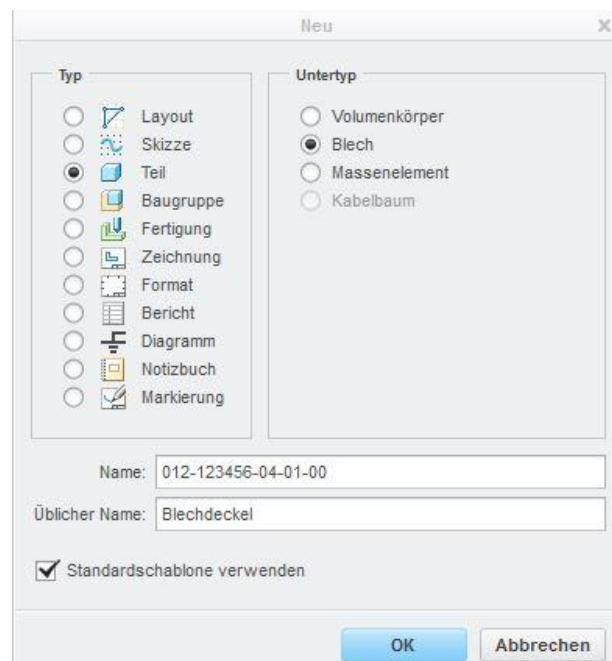 Neu
Typ
Layout
Skizze
Teil
Baugruppe
Fertigung
Zeichnung
Format
Bericht
Diagramm
Notizbuch
Markierung
Untertyp
Volumenkörper
Blech
Massenelement
Kabelbaum
Name: 012-123456-04-01-00
Üblicher Name: Blechdeckel
Standardschablone verwenden
OK Abbrechen